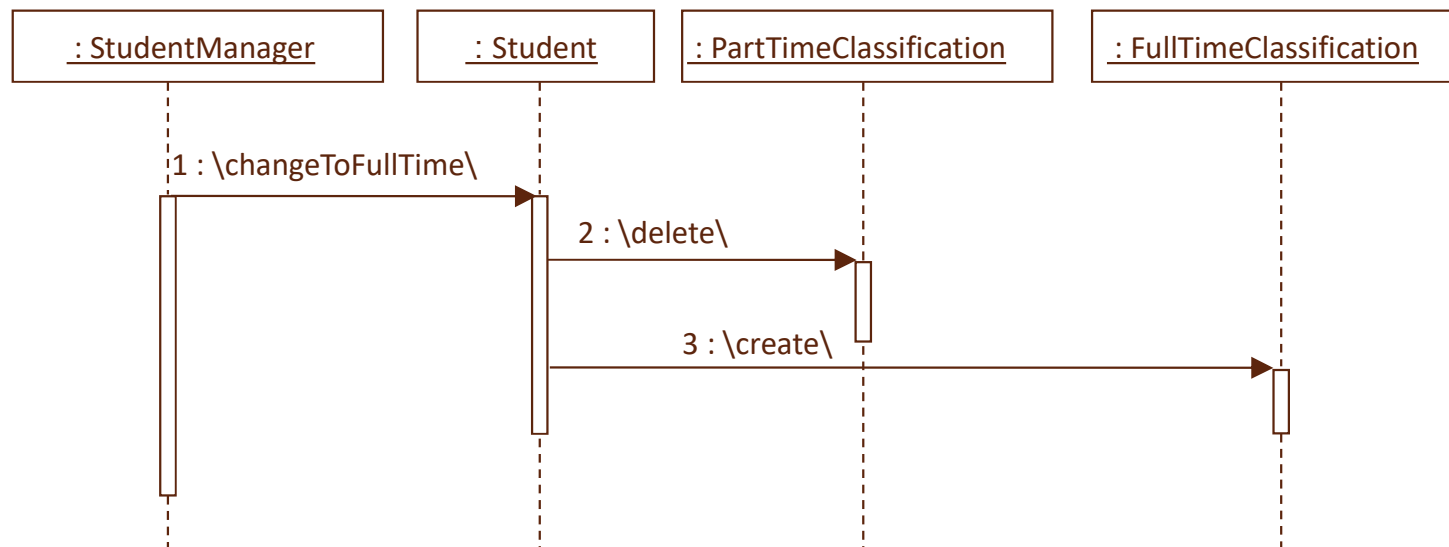 : StudentManager
: Student
: PartTimeClassification
: FullTimeClassification
1 : \changeToFullTime\
2 : \delete\
3 : \create\